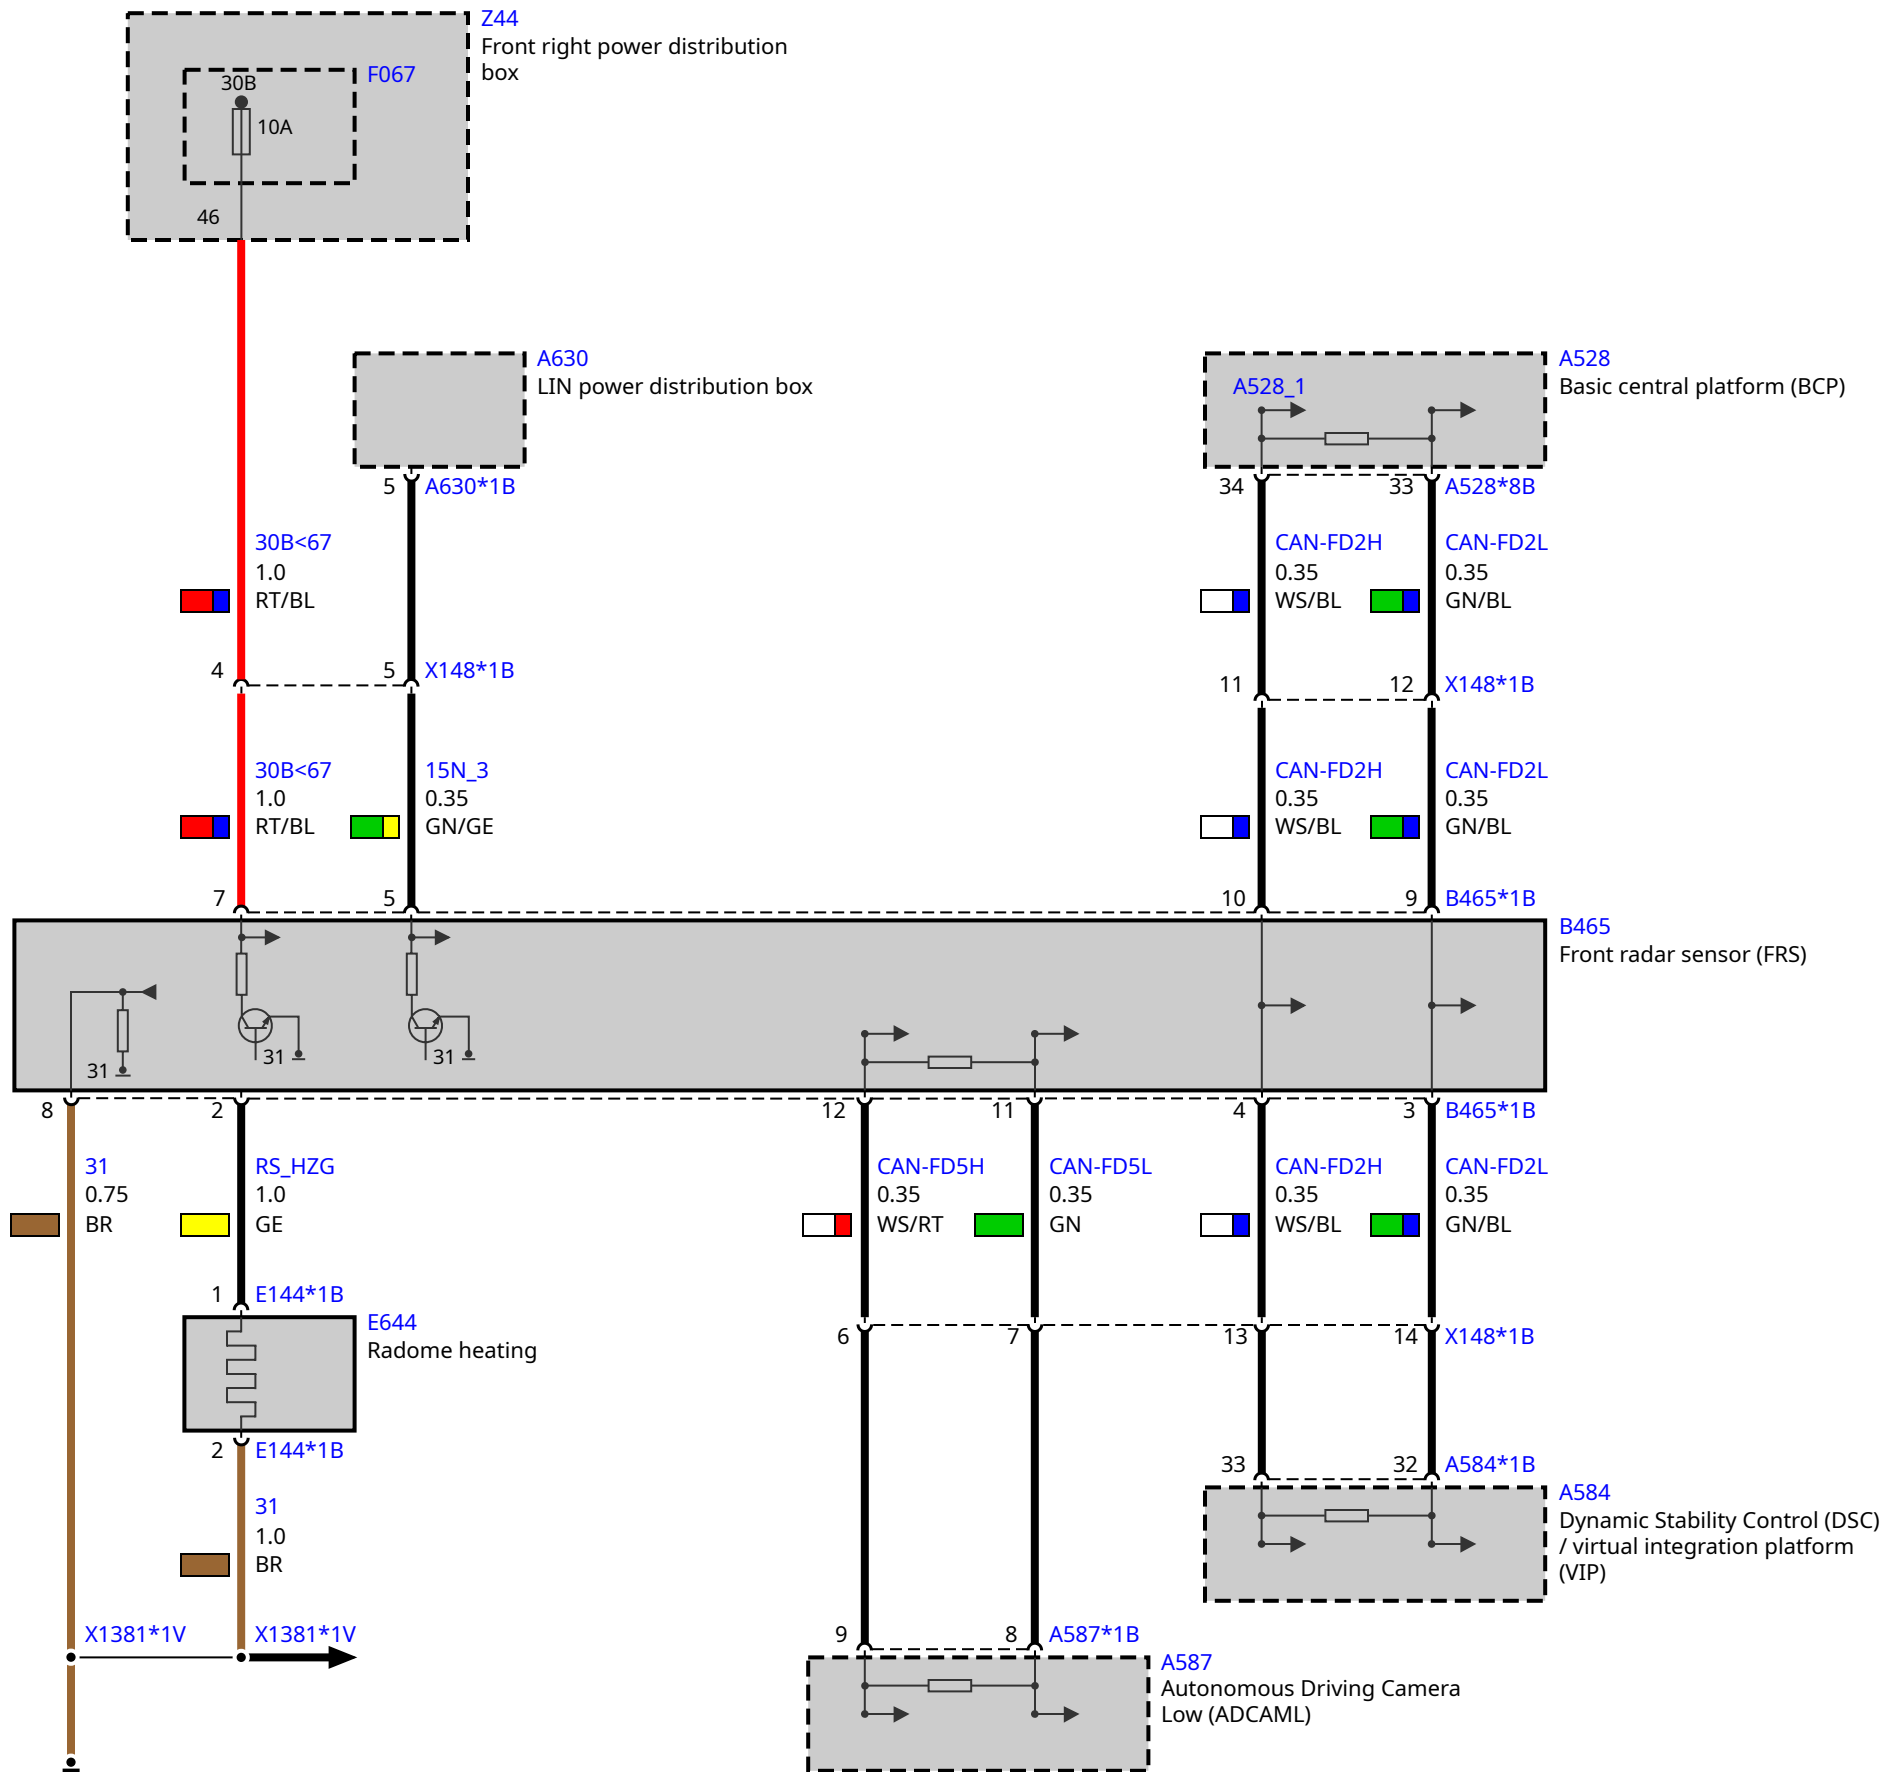 Z44
Front right power distribution
box
F067
30B
10A
46
A630
LIN power distribution box
A528
Basic central platform (BCP)
A528_1
5 A630*1B
34 33 A528*8B
30B<67
1.0
RT/BL
CAN-FD2H
0.35
WS/BL
CAN-FD2L
0.35
GN/BL
4 5 X148*1B
11 12 X148*1B
30B<67
1.0
RT/BL
15N_3
0.35
GN/GE
CAN-FD2H
0.35
WS/BL
CAN-FD2L
0.35
GN/BL
7 5 10 9 B465*1B
B465
Front radar sensor (FRS)
31 31 31
8 2 12 11 4 3 B465*1B
31
0.75
BR
RS_HZG
1.0
GE
CAN-FD5H
0.35
WS/RT
CAN-FD5L
0.35
GN
CAN-FD2H
0.35
WS/BL
CAN-FD2L
0.35
GN/BL
1 E144*1B
E644
Radome heating
6 7 13 14 X148*1B
2 E144*1B
33 32 A584*1B
A584
Dynamic Stability Control (DSC)
/ virtual integration platform
(VIP)
31
1.0
BR
X1381*1V X1381*1V
9 8 A587*1B
A587
Autonomous Driving Camera
Low (ADCAML)